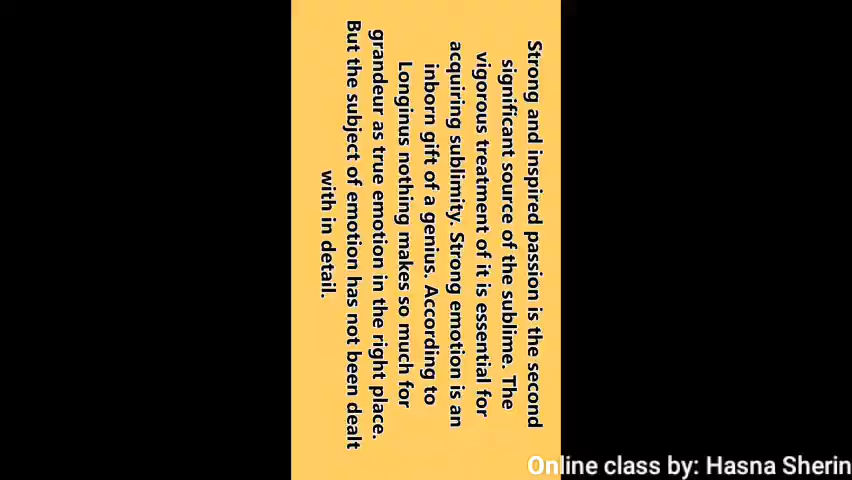 Strong and inspired passion is the second
significant source of the sublime. The
vigorous treatment of it is essential for
acquiring sublimity. Strong emotion is an
inborn gift of a genius. According to
Longinus nothing makes so much for
grandeur as true emotion in the right place.
But the subject of emotion has not been dealt
with in detail.
Online class by: Hasna Sherin